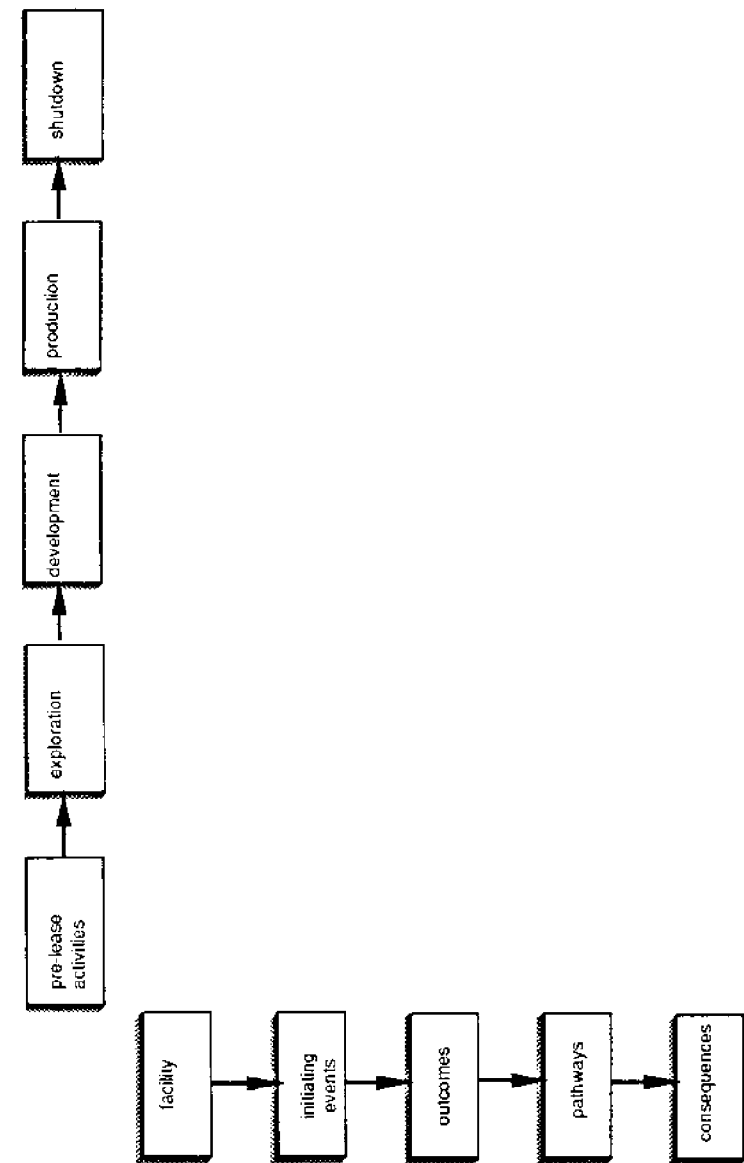 pre-lease
activities
exploration
development
production
shutdown
facility
initiating
events
outcomes
pathways
consequences